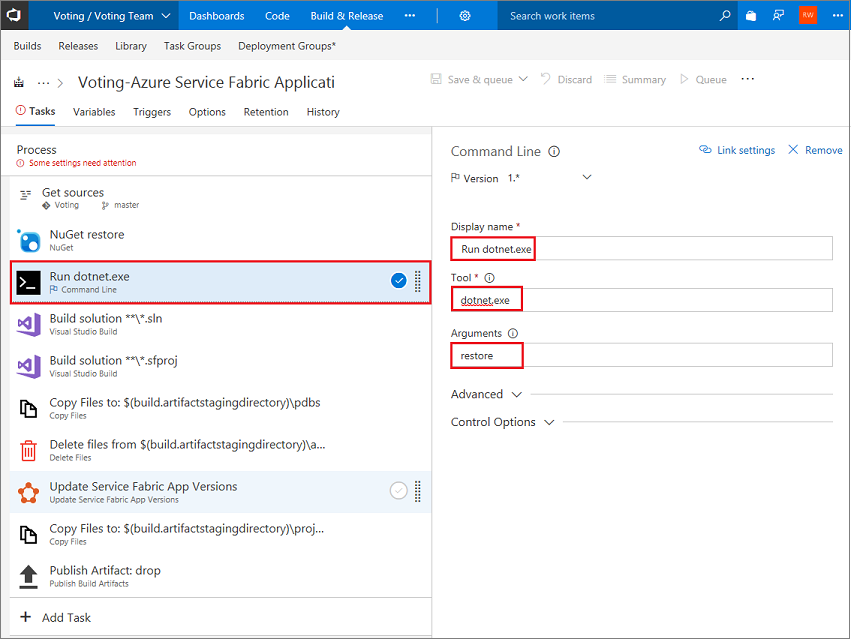 Voting / Voting Team Dashboards Code Build & Release ··· Search work items RW ···
Builds Releases Library Task Groups Deployment Groups*
··· > Voting-Azure Service Fabric Applicati Save & queue Discard Summary Queue ···
Tasks Variables Triggers Options Retention History
Process
Some settings need attention
Get sources
Voting master
NuGet restore
NuGet
Run dotnet.exe
Command Line
Build solution **\*.sln
Visual Studio Build
Build solution **\*.sfproj
Visual Studio Build
Copy Files to: $(build.artifactstagingdirectory)\pdbs
Copy Files
Delete files from $(build.artifactstagingdirectory)\a...
Delete Files
Update Service Fabric App Versions
Update Service Fabric App Versions
Copy Files to: $(build.artifactstagingdirectory)\proj...
Copy Files
Publish Artifact: drop
Publish Build Artifacts
+ Add Task
Command Line Link settings Remove
Version 1.*
Display name *
Run dotnet.exe
Tool *
dotnet.exe
Arguments
restore
Advanced
Control Options